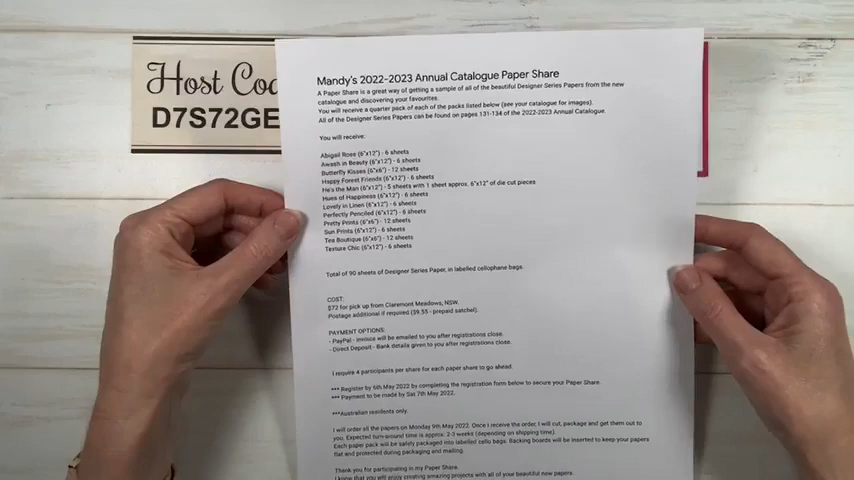 Host Co
D7S72GE
Mandy's 2022-2023 Annual Catalogue Paper Share
A Paper Share is a great way of getting a sample of all of the beautiful Designer Series Papers from the new
catalogue and discovering your favourites.
You will receive a quarter pack of each of the packs listed below (see your catalogue for images).
All of the Designer Series Papers can be found on pages 131-134 of the 2022-2023 Annual Catalogue.
You will receive:
Abigail Rose (6"x12") - 6 sheets
Awash in Beauty (6"x12") - 6 sheets
Butterfly Kisses (6"x6") - 12 sheets
Happy Forest Friends (6"x12") - 6 sheets
He's the Man (6"x12") - 5 sheets with 1 sheet approx. 6"x12" of die cut pieces
Hues of Happiness (6"x12") - 6 sheets
Lovely in Linen (6"x12") - 6 sheets
Perfectly Penciled (6"x12") - 6 sheets
Pretty Prints (6"x6") - 12 sheets
Sun Prints (6"x12") - 6 sheets
Tea Boutique (6"x6") - 12 sheets
Texture Chic (6"x12") - 6 sheets
Total of 90 sheets of Designer Series Paper, in labelled cellophane bags.
COST:
$72 for pick up from Claremont Meadows, NSW.
Postage additional if required ($9.55 - prepaid satchel).
PAYMENT OPTIONS:
- PayPal - invoice will be emailed to you after registrations close.
- Direct Deposit - Bank details given to you after registrations close.
I require 4 participants per share for each paper share to go ahead.
*** Register by 6th May 2022 by completing the registration form below to secure your Paper Share.
*** Payment to be made by Sat 7th May 2022.
***Australian residents only.
I will order all the papers on Monday 9th May 2022. Once I receive the order, I will cut, package and get them out to
you. Expected turn-around time is approx. 2-3 weeks (depending on shipping time).
Each paper pack will be safely packaged into labelled cello bags. Backing boards will be inserted to keep your papers
flat and protected during packaging and mailing.
Thank you for participating in my Paper Share.
I know that you will enjoy creating amazing projects with all of your beautiful new papers.